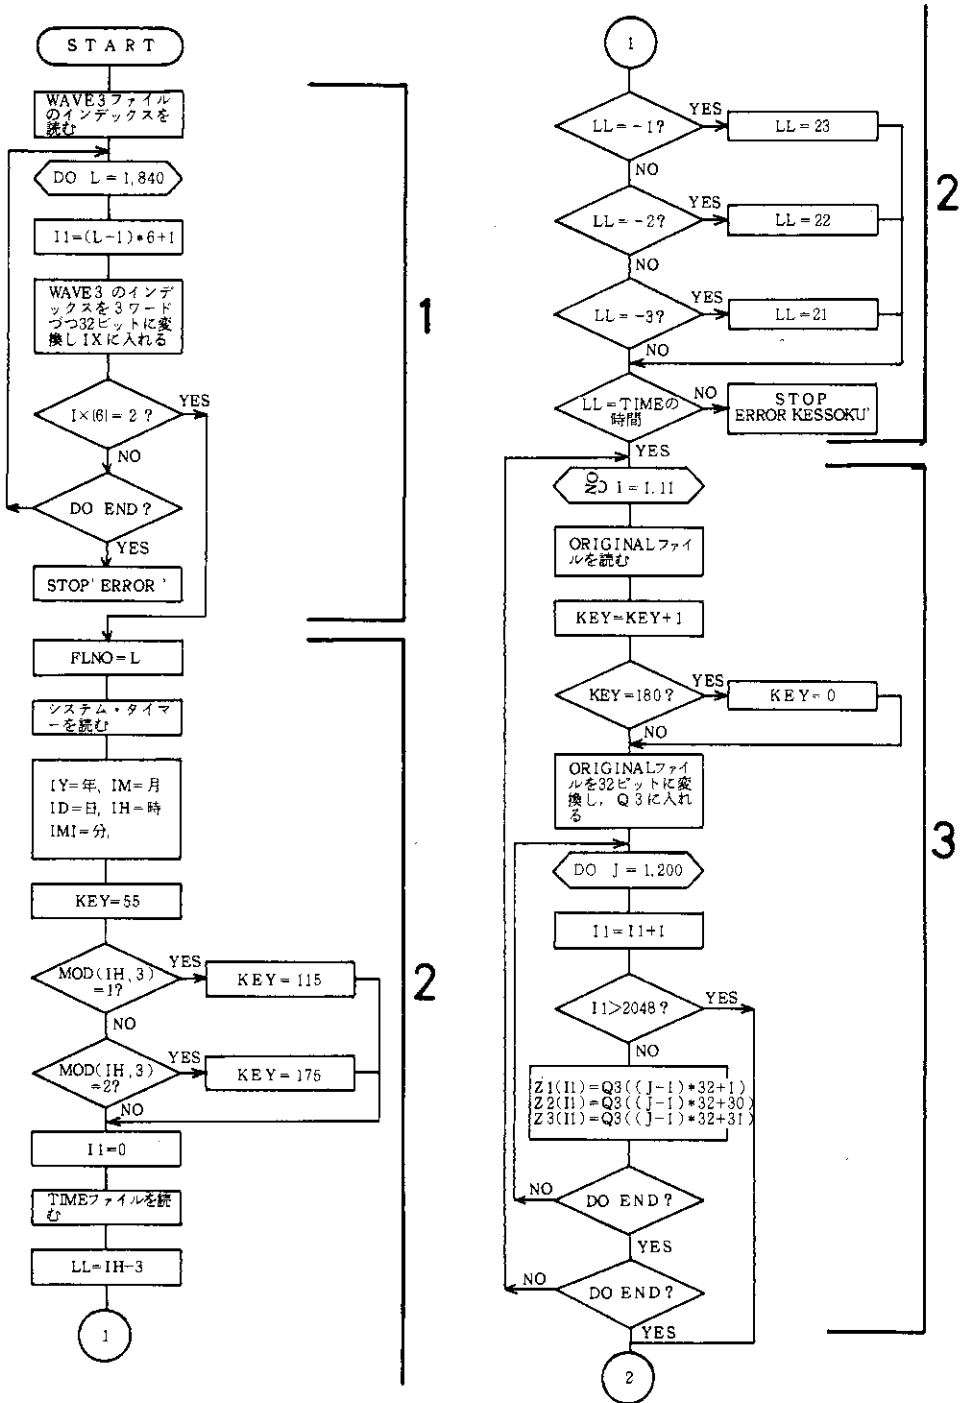 START
WAVE3ファイル
のインデックスを
読む
DO L = 1,840
I1=(L-1)*6+1
WAVE3 のインデ
ックスを3ワード
づつ32ビットに変
換しIXに入れる
I×(6)= 2 ?
YES
NO
DO END ?
YES
STOP' ERROR '
1
FLNO = L
システム・タイマ
ーを読む
IY=年, IM=月
ID=日, IH=時
IMI=分,
KEY=55
MOD(IH,3)
=1?
YES
KEY = 115
NO
MOD(IH,3)
=2?
YES
KEY = 175
NO
I1=0
TIMEファイルを読
む
LL=IH-3
1
2
1
LL = -1?
YES
LL = 23
NO
LL = -2?
YES
LL = 22
NO
LL = -3?
YES
LL = 21
NO
LL=TIMEの
時間
NO
STOP
ERROR KESSOKU'
YES
2
DO I = 1,11
ORIGINALファイ
ルを読む
KEY=KEY+1
KEY=180?
YES
KEY = 0
NO
ORIGINALファイ
ルを32ビットに変
換し, Q3に入れ
る
DO J = 1,200
I1 = I1+1
I1>2048 ?
YES
NO
Z1(I1)=Q3((J-1)*32+1)
Z2(I1)=Q3((J-1)*32+30)
Z3(I1)=Q3((J-1)*32+31)
NO
DO END ?
YES
NO
DO END ?
YES
2
3